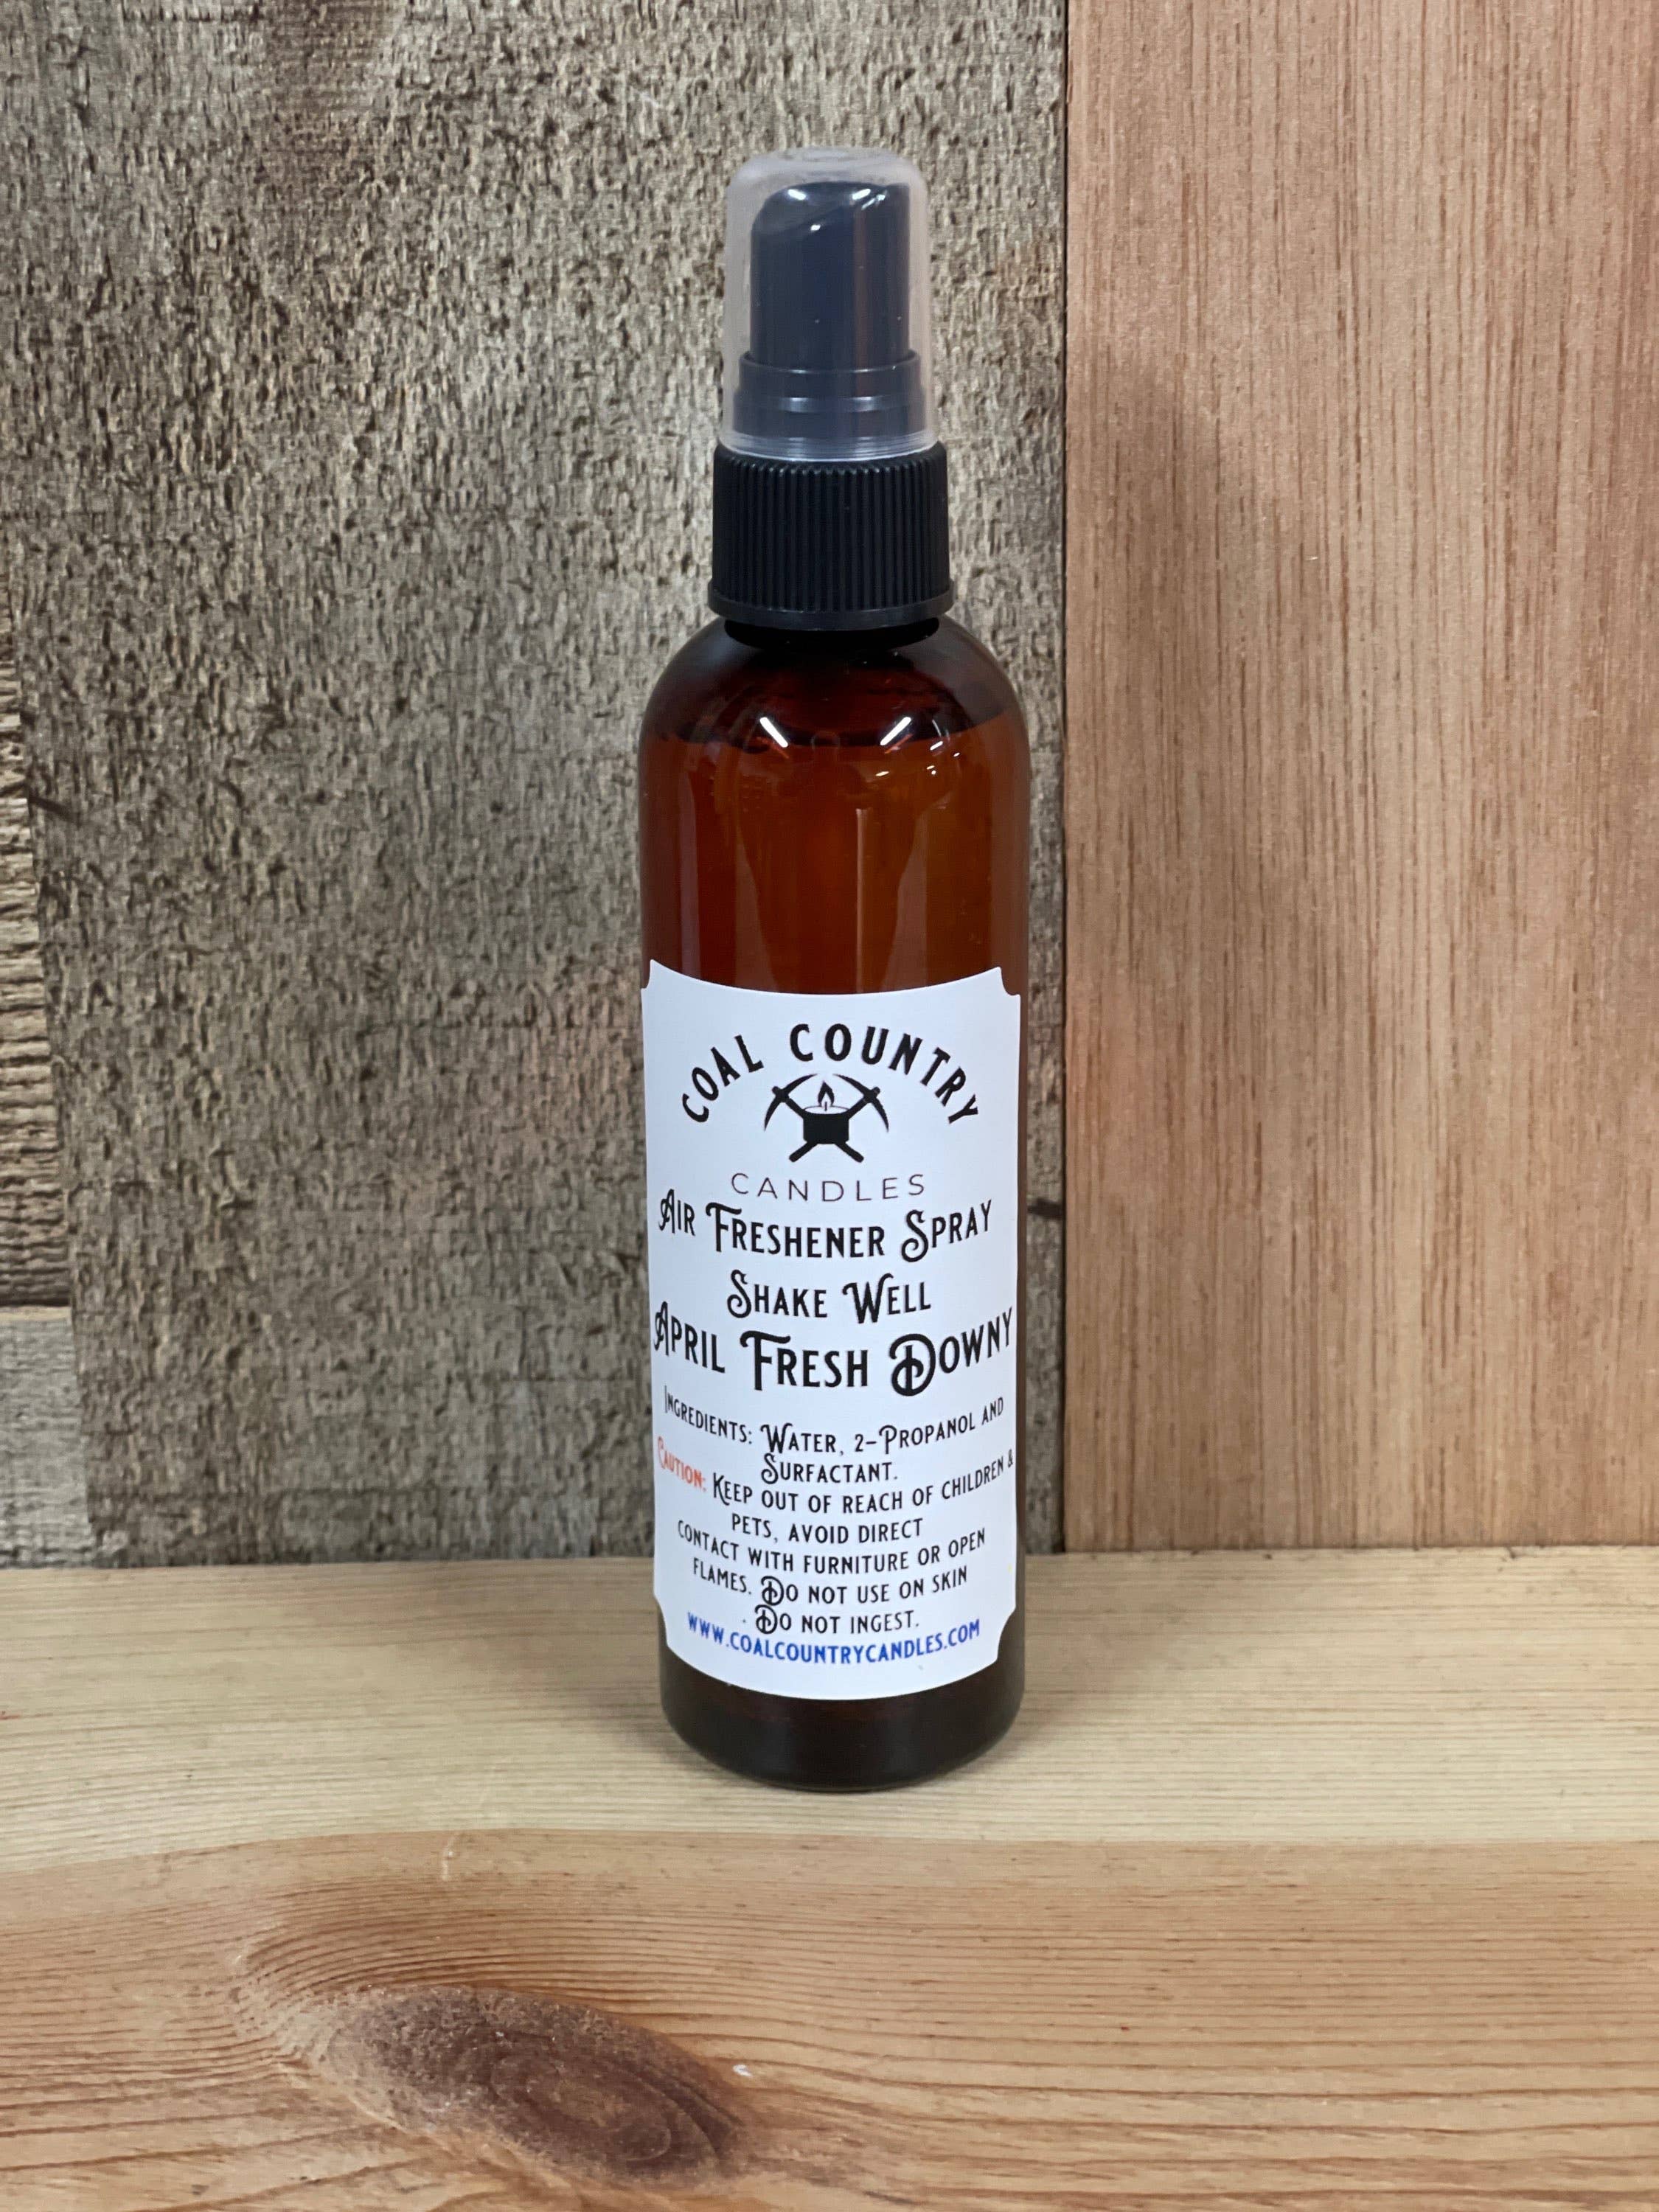 COAL COUNTRY
CANDLES
Air Freshener Spray
Shake Well
April Fresh Downy
Ingredients: Water, 2-Propanol and
Surfactant.
Caution: Keep out of reach of children &
pets, avoid direct
contact with furniture or open
flames. Do not use on skin
. Do not ingest.
www.coalcountrycandles.com